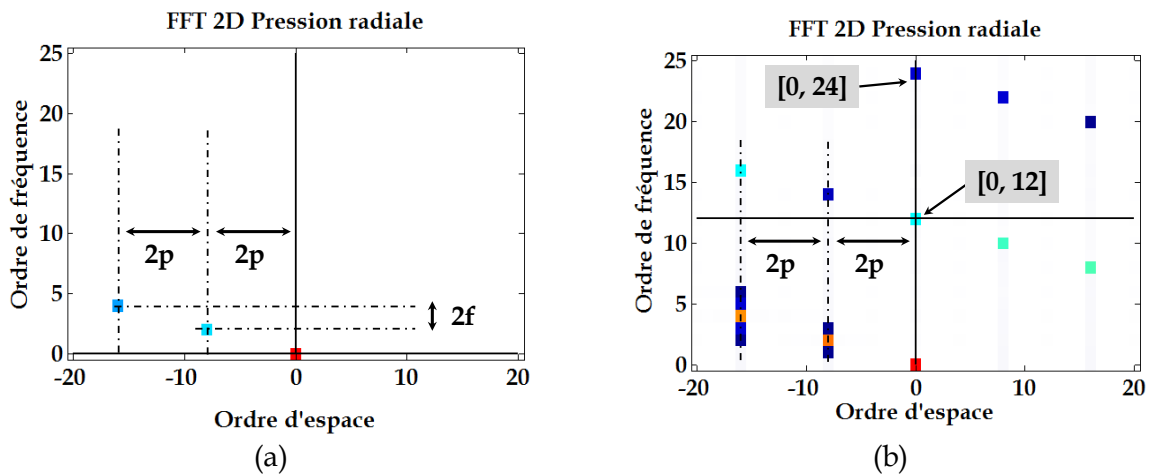 FFT 2D Pression radiale
Ordre de fréquence
25
20
15
10
5
0
2p
2p
2f
-20
-10
0
10
20
Ordre d'espace
(a)
FFT 2D Pression radiale
Ordre de fréquence
25
20
15
10
5
0
[0, 24]
[0, 12]
2p
2p
-20
-10
0
10
20
Ordre d'espace
(b)